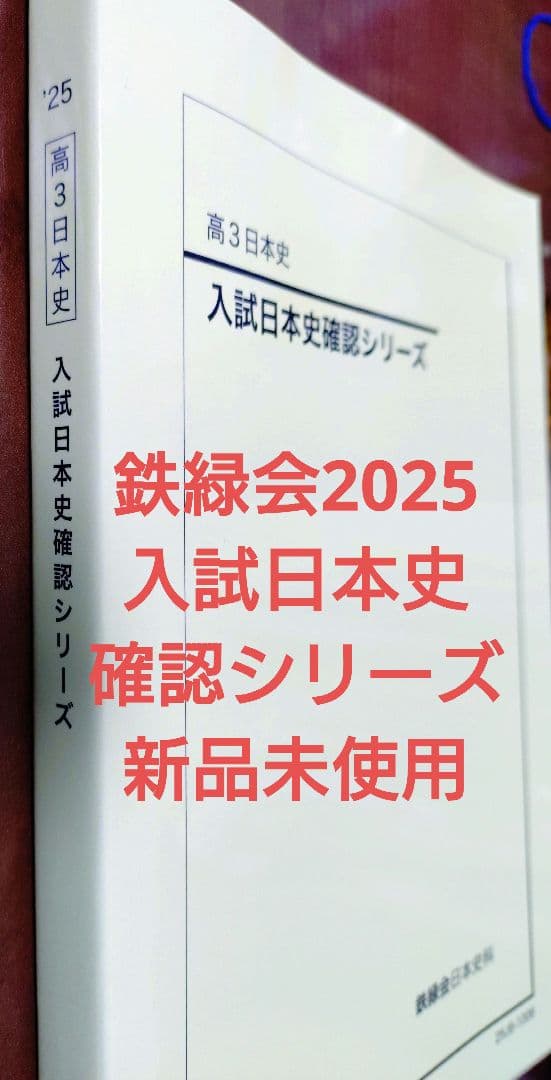 '25
高3日本史
入試日本史確認シリーズ
高3日本史
入試日本史確認シリーズ
鉄緑会2025
入試日本史
確認シリーズ
新品未使用
鉄緑会日本史科